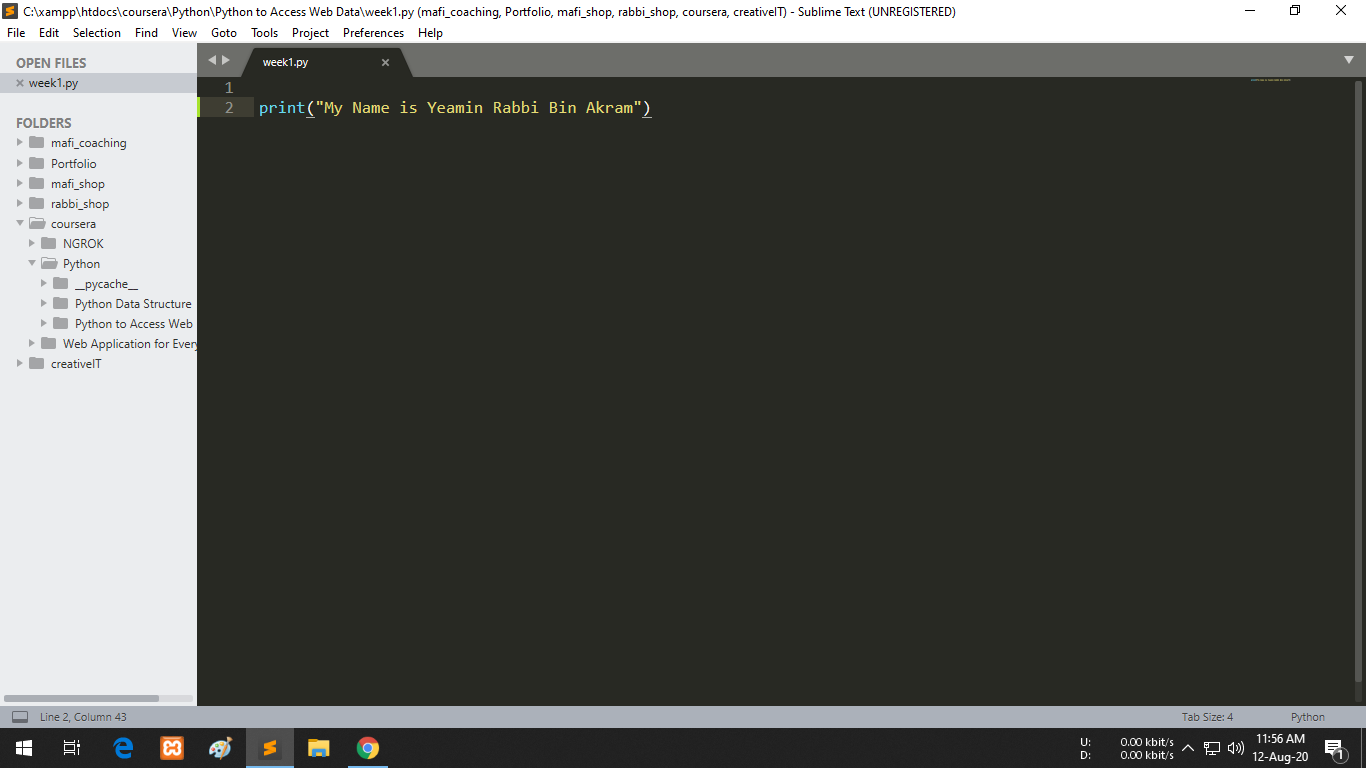 C:\xampp\htdocs\coursera\Python\Python to Access Web Data\week1.py (mafi_coaching, Portfolio, mafi_shop, rabbi_shop, coursera, creativeIT) - Sublime Text (UNREGISTERED)
File Edit Selection Find View Goto Tools Project Preferences Help
OPEN FILES
week1.py
FOLDERS
mafi_coaching
Portfolio
mafi_shop
rabbi_shop
coursera
NGROK
Python
__pycache__
Python Data Structure
Python to Access Web
Web Application for Every
creativeIT
week1.py
1
2 print("My Name is Yeamin Rabbi Bin Akram")
Line 2, Column 43
Tab Size: 4
Python
U: 0.00 kbit/s
D: 0.00 kbit/s
11:56 AM
12-Aug-20
1